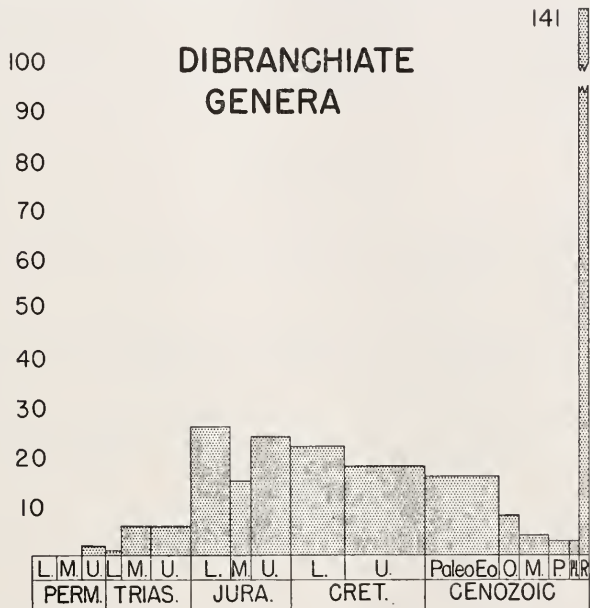 141
DIBRANCHIATE
GENERA
100
90
80
70
60
50
40
30
20
10
L. M. U. L. M. U. L. M. U. L. U. Paleo Eo O. M. P. PL R
PERM. TRIAS. JURA. CRET. CENOZOIC